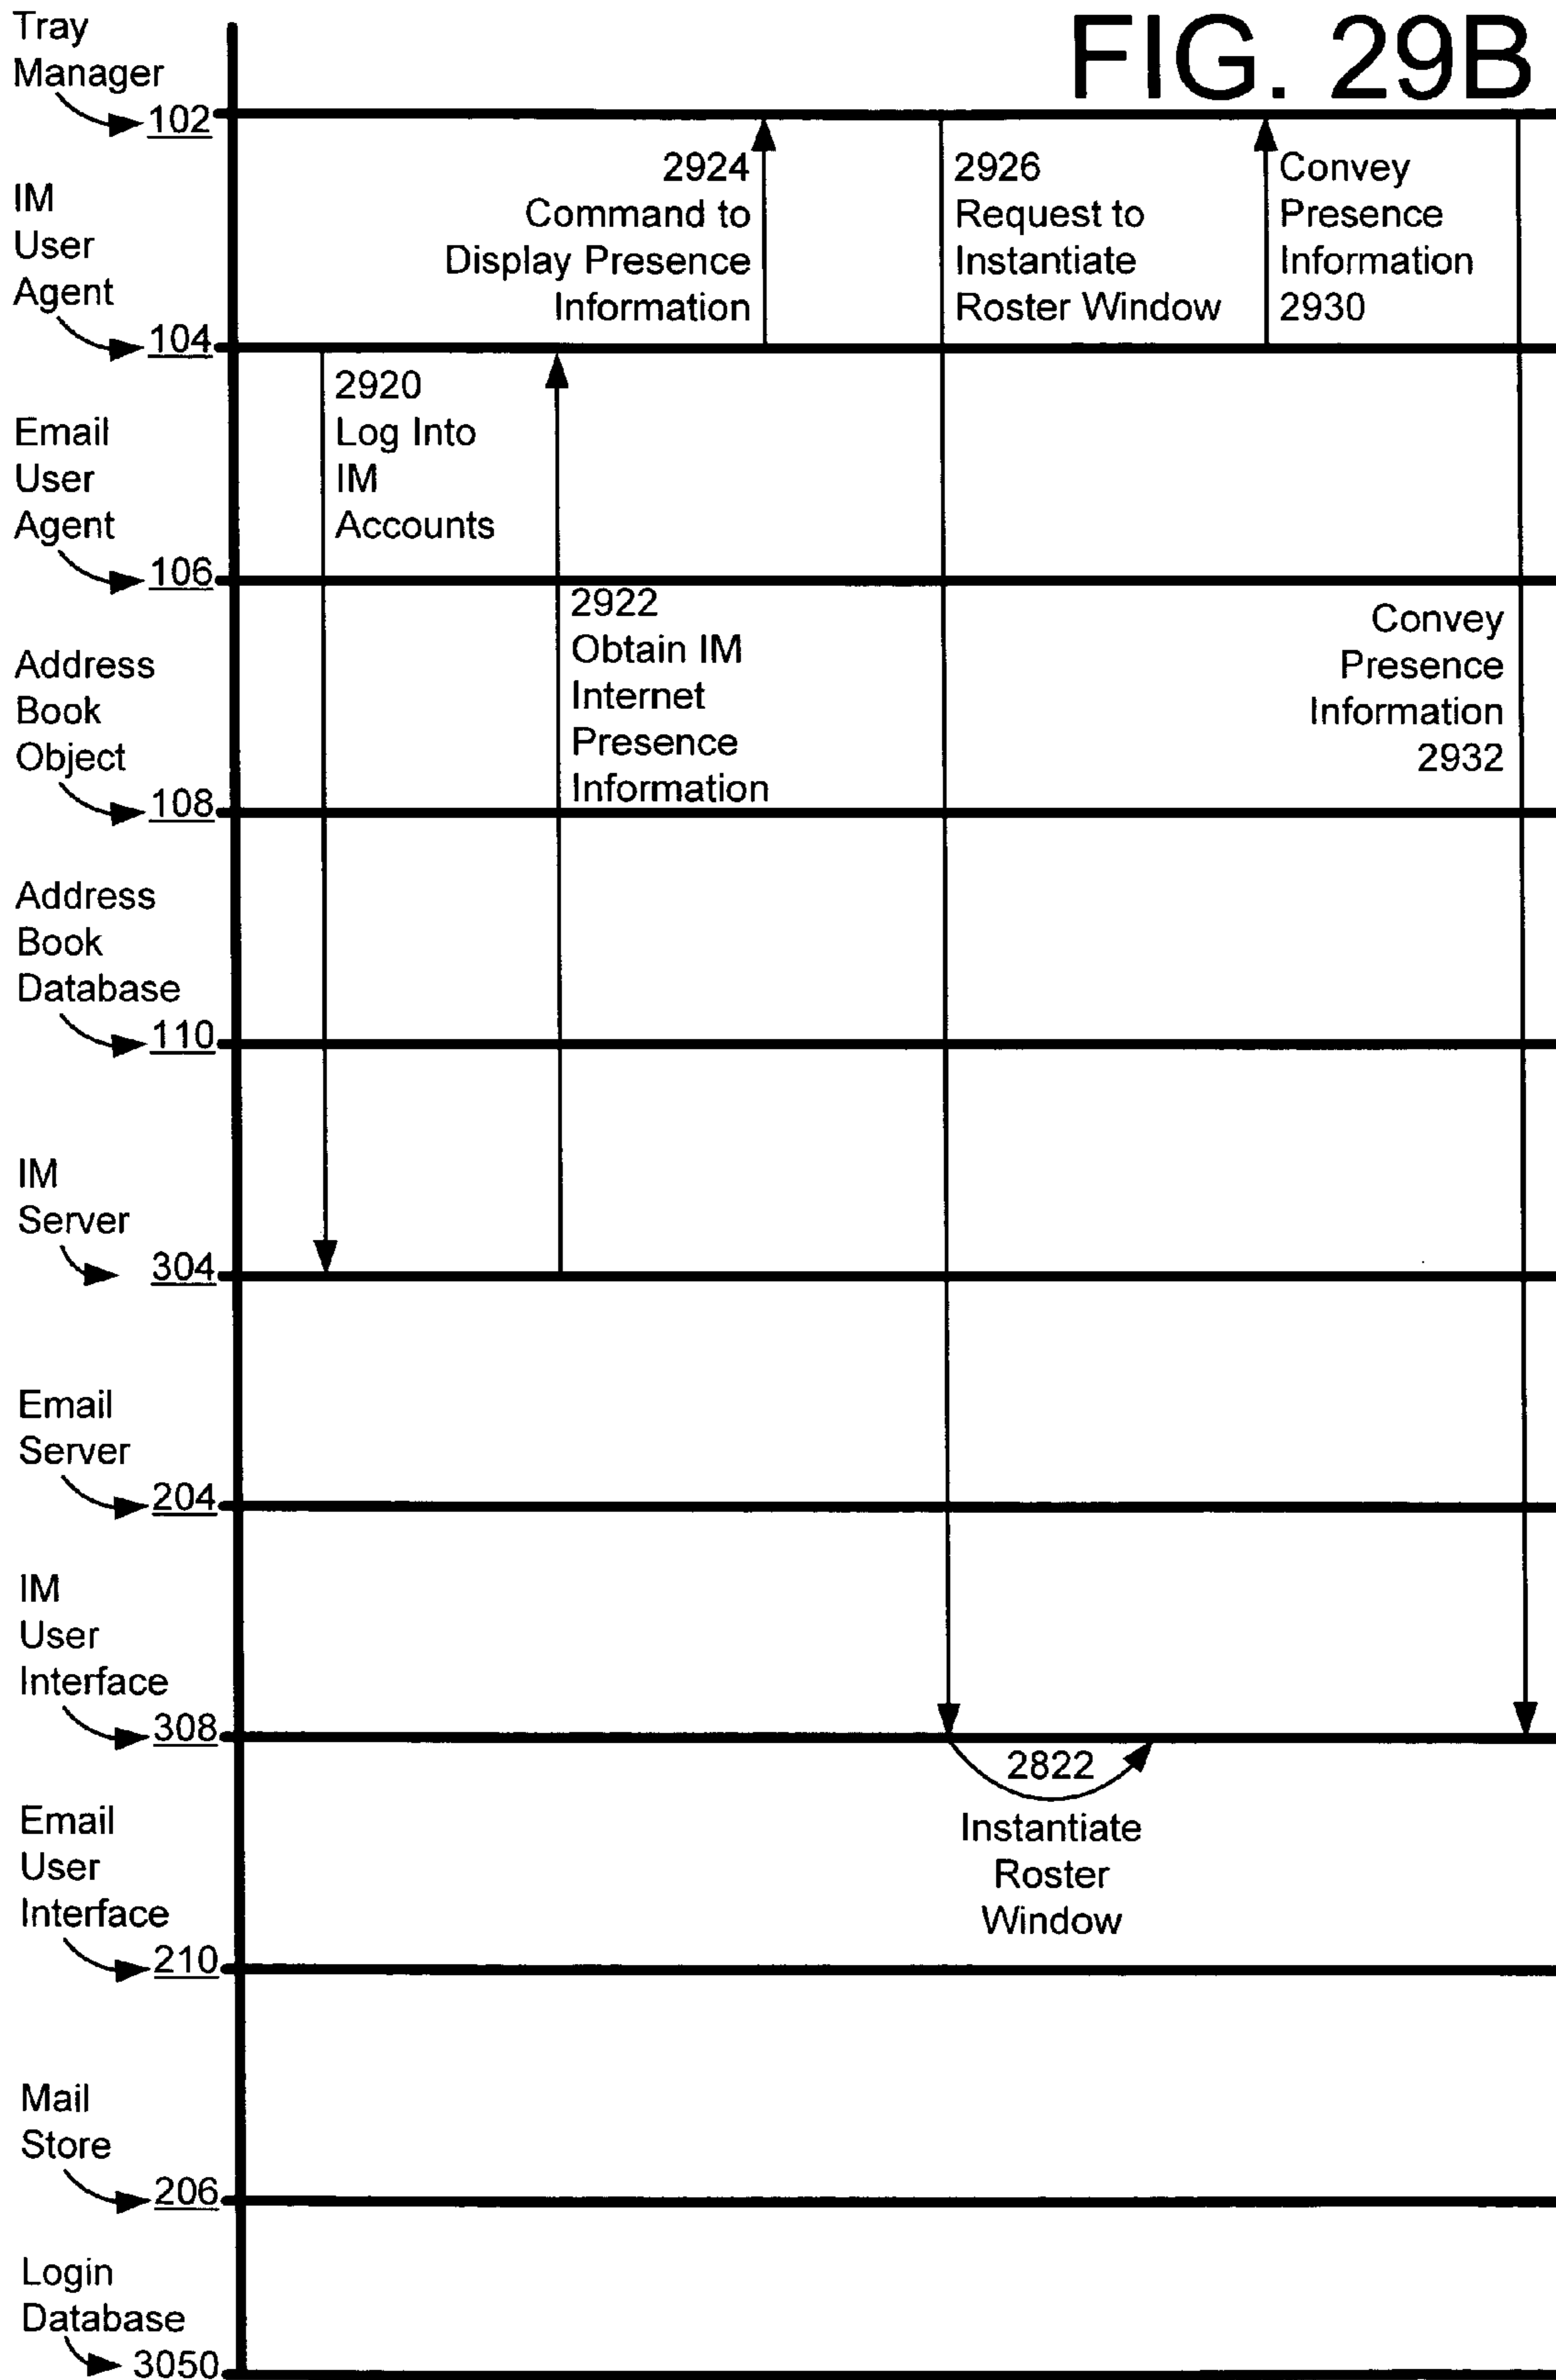 FIG. 29B
Tray
Manager
102
IM
User
Agent
104
Email
User
Agent
106
Address
Book
Object
108
Address
Book
Database
110
IM
Server
304
Email
Server
204
IM
User
Interface
308
Email
User
Interface
210
Mail
Store
206
Login
Database
3050
2920
Log Into
IM
Accounts
2922
Obtain IM
Internet
Presence
Information
2924
Command to
Display Presence
Information
2926
Request to
Instantiate
Roster Window
2822
Instantiate
Roster
Window
Convey
Presence
Information
2930
Convey
Presence
Information
2932